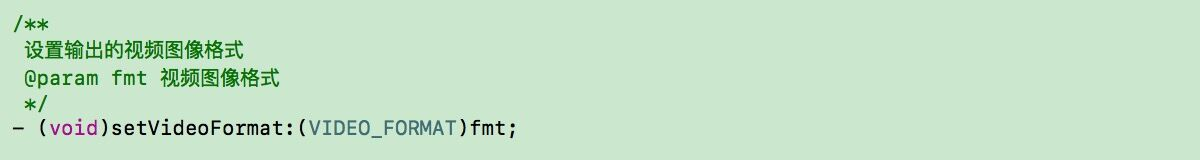 /**
设置输出的视频图像格式
@param fmt 视频图像格式
*/
- (void)setVideoFormat:(VIDEO_FORMAT)fmt;